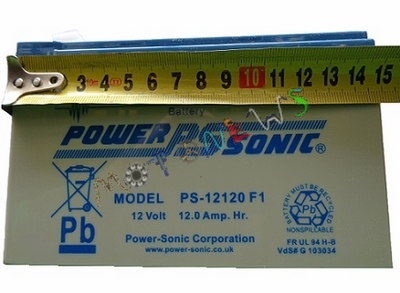 3 4 5 6 7 8 9 10 11 12 13 14 15
Battery
POWER PS SONIC®
MODEL PS-12120 F1
12 Volt 12.0 Amp. Hr.
Power-Sonic Corporation
www.power-sonic.co.uk
Pb
BATTERY MUST BE RECYCLED
Pb
NONSPILLABLE
FR UL 94 H-B
VdS# G 103034